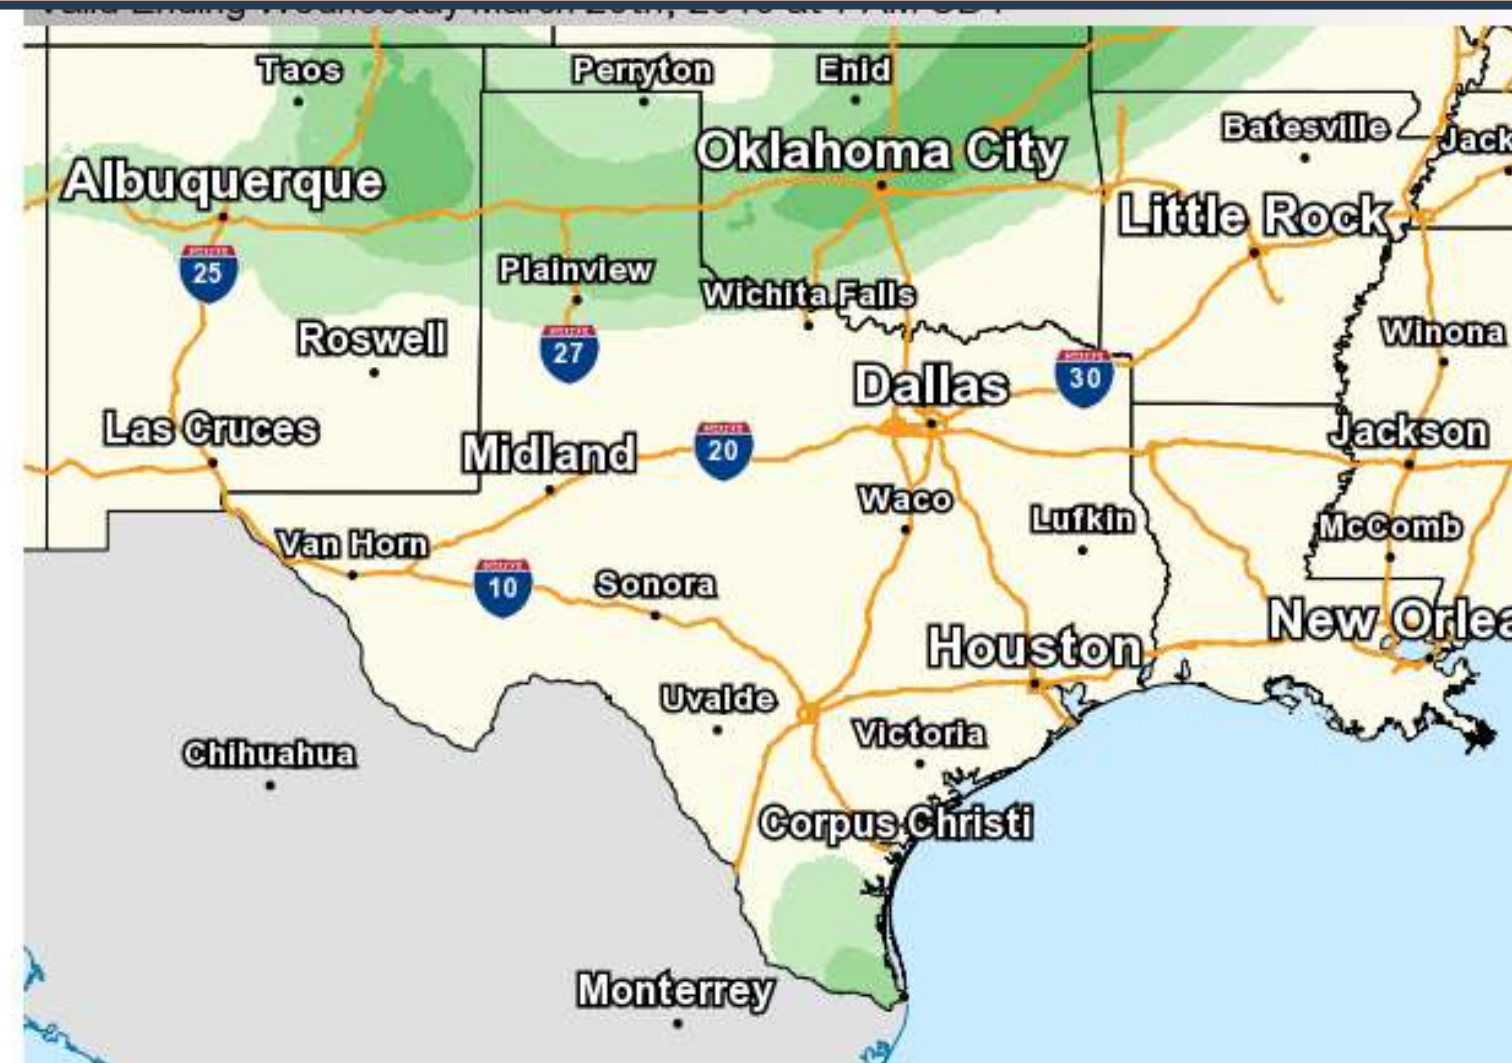 Taos
Perryton
Enid
Batesville
Jack
Albuquerque
Oklahoma City
Little Rock
25
Plainview
Wichita Falls
Roswell
27
Winona
Dallas
30
Las Cruces
Midland
20
Jackson
Waco
Lufkin
McComb
Van Horn
10
Sonora
New Orlea
Houston
Uvalde
Victoria
Chihuahua
Corpus Christi
Monterrey